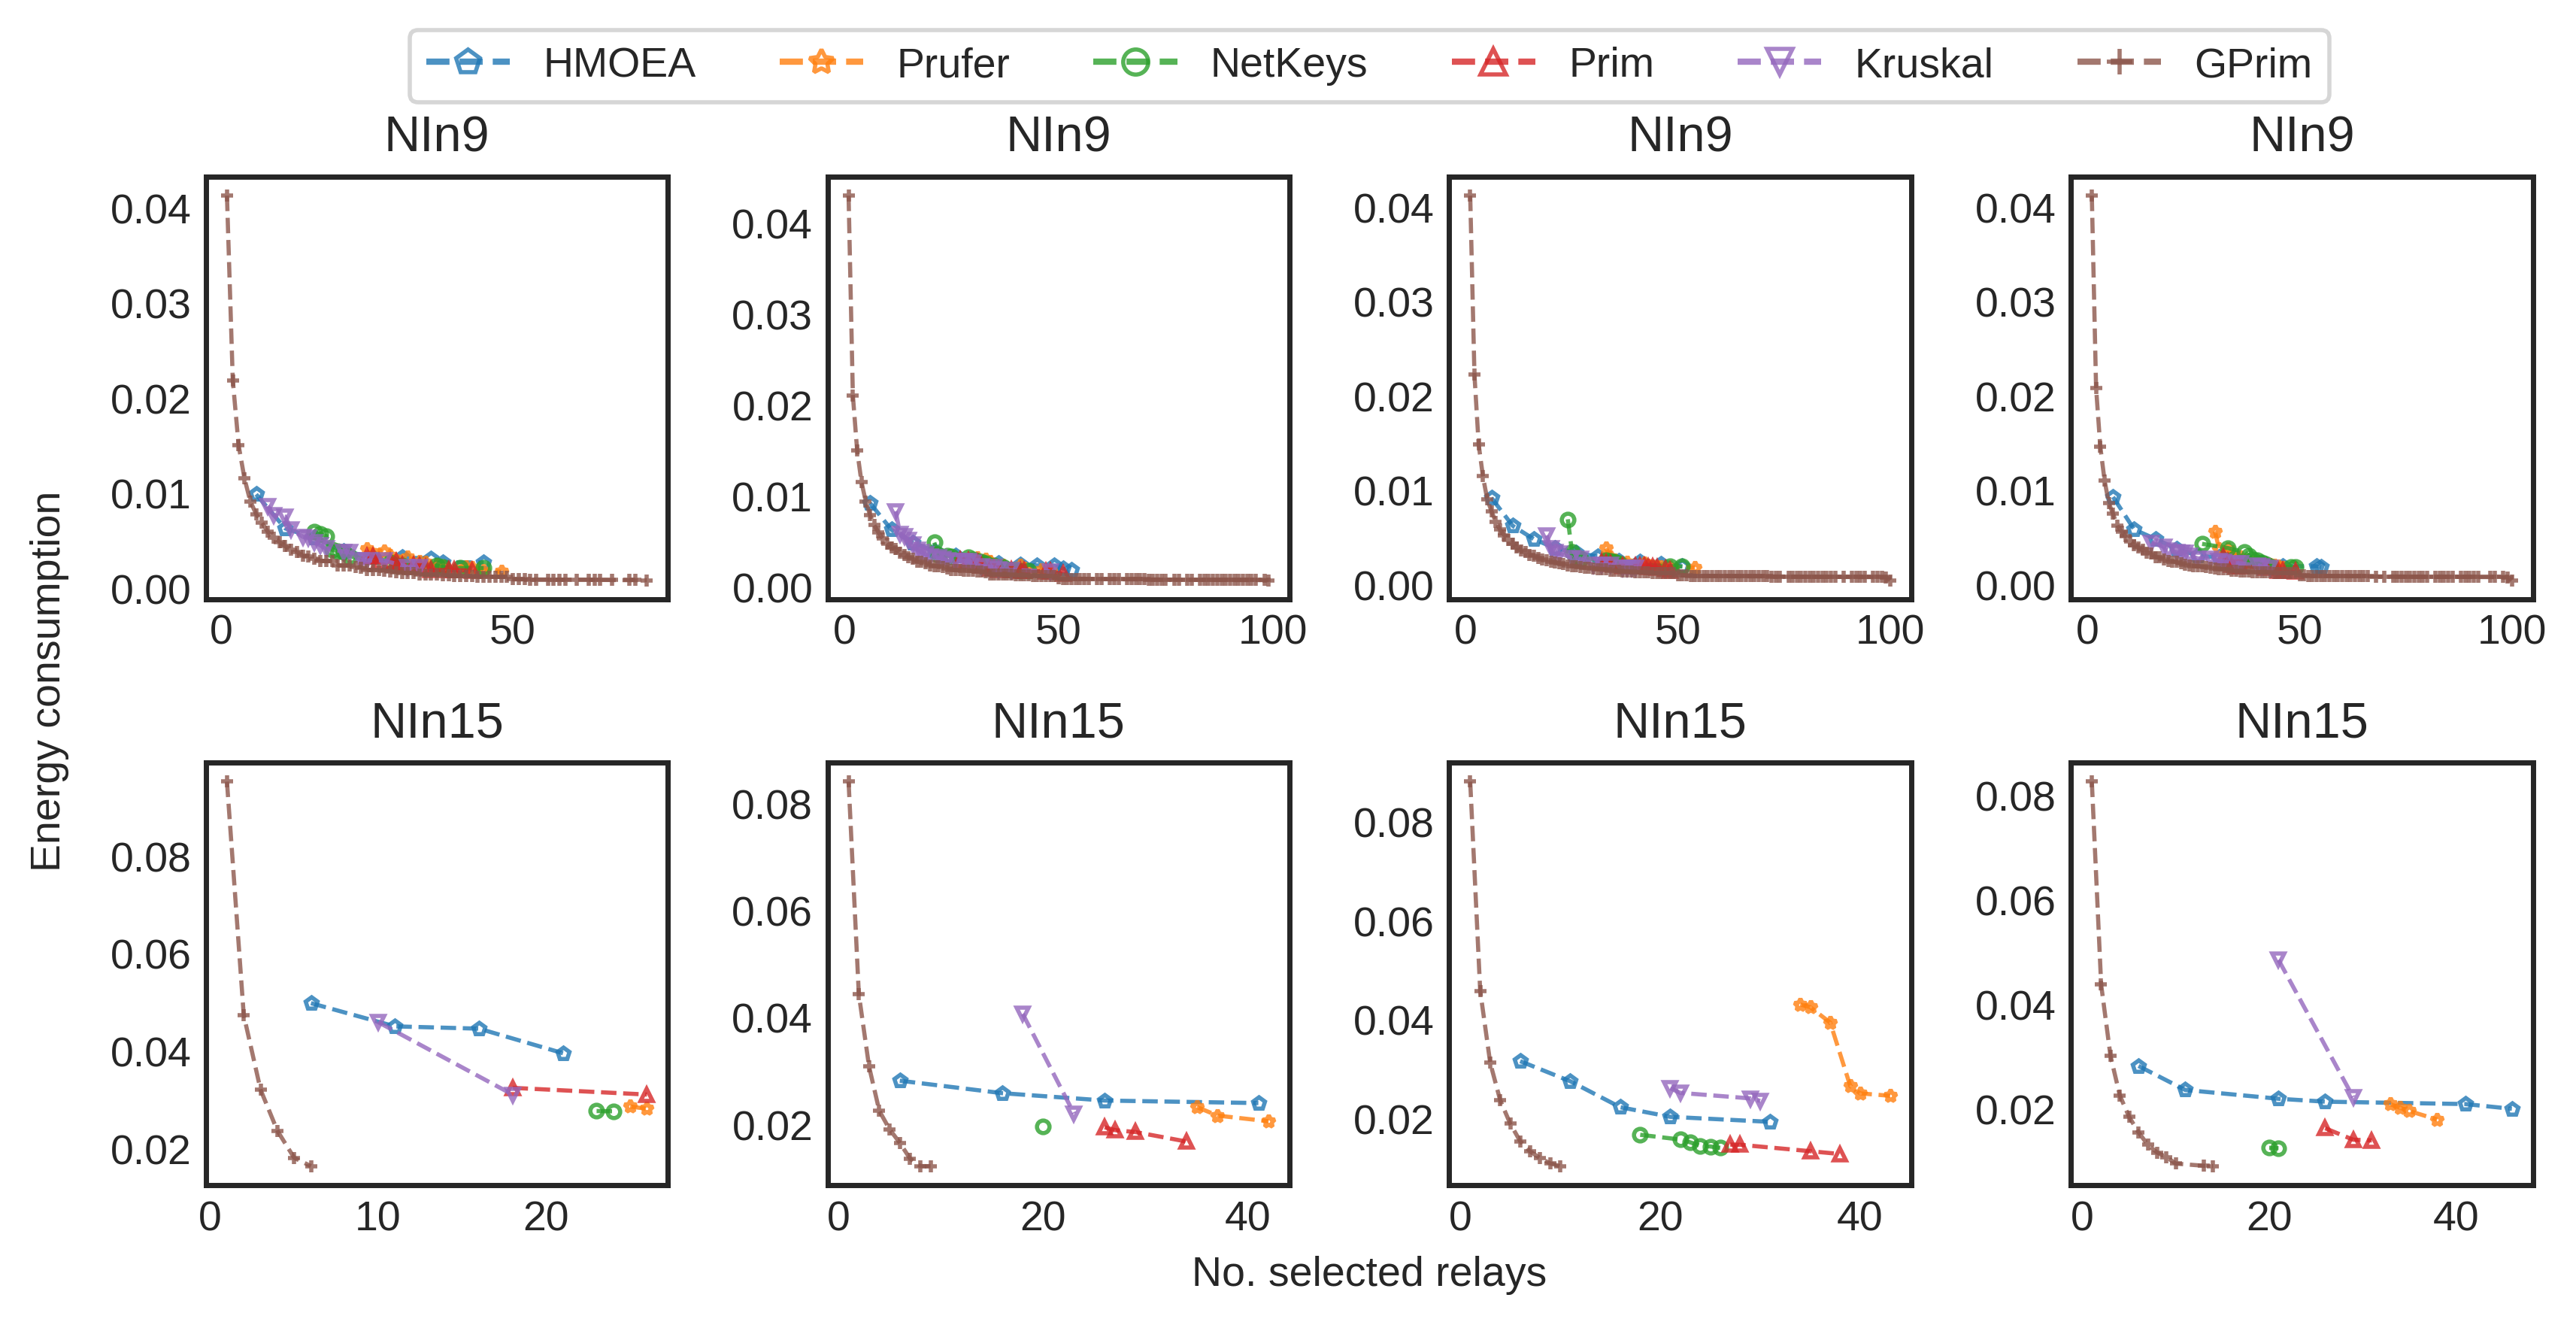 HMOEA Prufer NetKeys Prim Kruskal GPrim
NIn9 NIn9 NIn9 NIn9
0.04 0.04 0.04 0.04
0.03 0.03 0.03 0.03
0.02 0.02 0.02 0.02
0.01 0.01 0.01 0.01
0.00 0.00 0.00 0.00
0 50 0 50 100 0 50 100 0 50 100
Energy consumption
NIn15 NIn15 NIn15 NIn15
0.08 0.08 0.08 0.08
0.06 0.06 0.06 0.06
0.04 0.04 0.04 0.04
0.02 0.02 0.02 0.02
0 10 20 0 20 40 0 20 40 0 20 40
No. selected relays